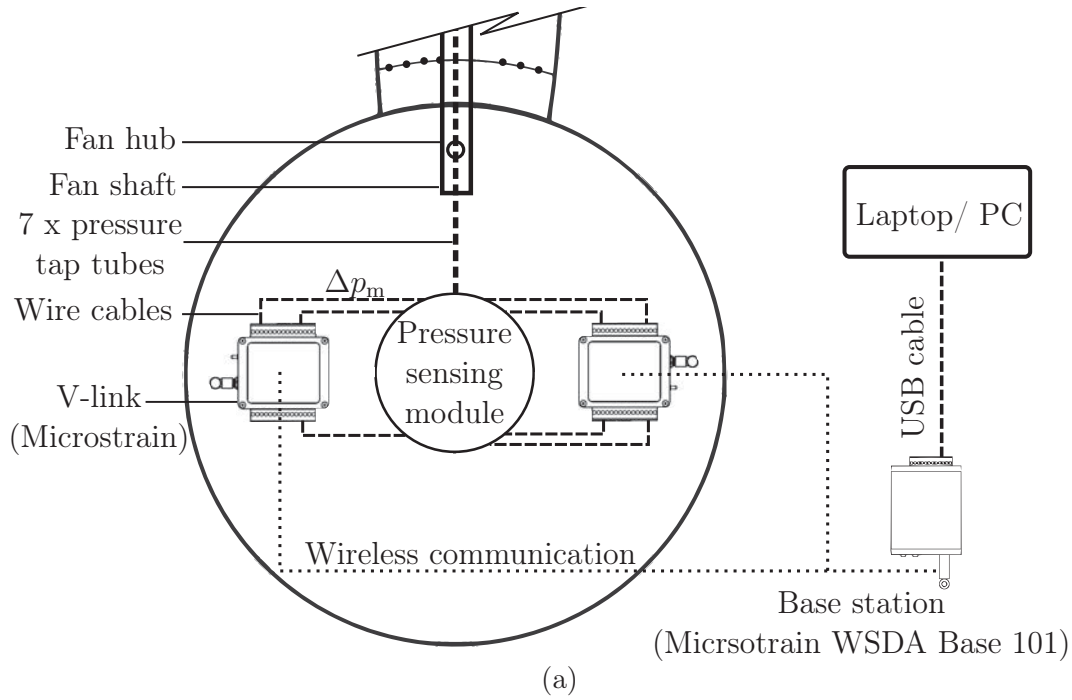 Fan hub
Fan shaft
7 x pressure
tap tubes
Wire cables
V-link
(Microstrain)
Δpm
Pressure
sensing
module
Wireless communication
Laptop/ PC
USB cable
Base station
(Micrsotrain WSDA Base 101)
(a)